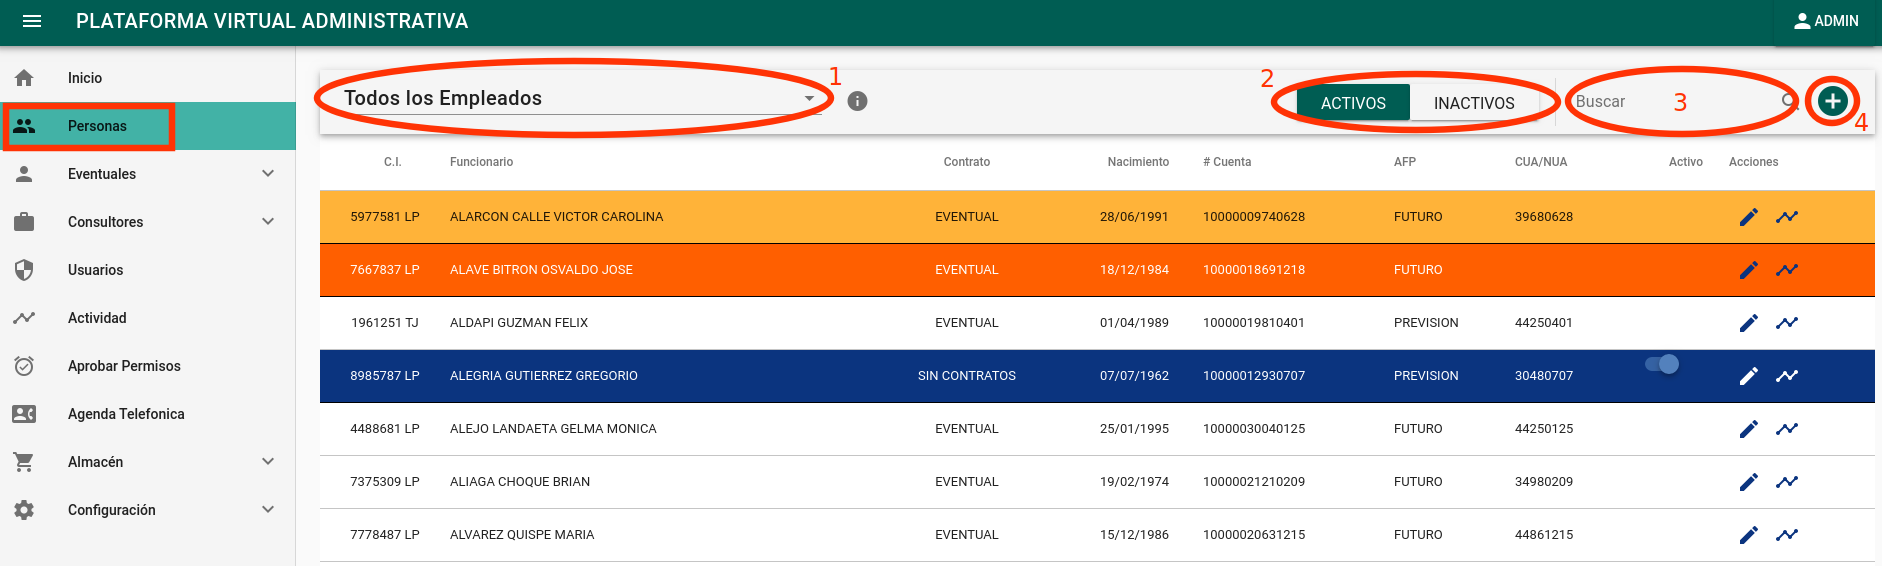 PLATAFORMA VIRTUAL ADMINISTRATIVA
ADMIN
Inicio
Personas
Eventuales
Consultores
Usuarios
Actividad
Aprobar Permisos
Agenda Telefonica
Almacén
Configuración
Todos los Empleados 1
2 ACTIVOS INACTIVOS
Buscar 3
4
C.I. Funcionario Contrato Nacimiento # Cuenta AFP CUA/NUA Activo Acciones
5977581 LP ALARCON CALLE VICTOR CAROLINA EVENTUAL 28/06/1991 10000009740628 FUTURO 39680628
7667837 LP ALAVE BITRON OSVALDO JOSE EVENTUAL 18/12/1984 10000018691218 FUTURO
1961251 TJ ALDAPI GUZMAN FELIX EVENTUAL 01/04/1989 10000019810401 PREVISION 44250401
8985787 LP ALEGRIA GUTIERREZ GREGORIO SIN CONTRATOS 07/07/1962 10000012930707 PREVISION 30480707
4488681 LP ALEJO LANDAETA GELMA MONICA EVENTUAL 25/01/1995 10000030040125 FUTURO 44250125
7375309 LP ALIAGA CHOQUE BRIAN EVENTUAL 19/02/1974 10000021210209 FUTURO 34980209
7778487 LP ALVAREZ QUISPE MARIA EVENTUAL 15/12/1986 10000020631215 FUTURO 44861215